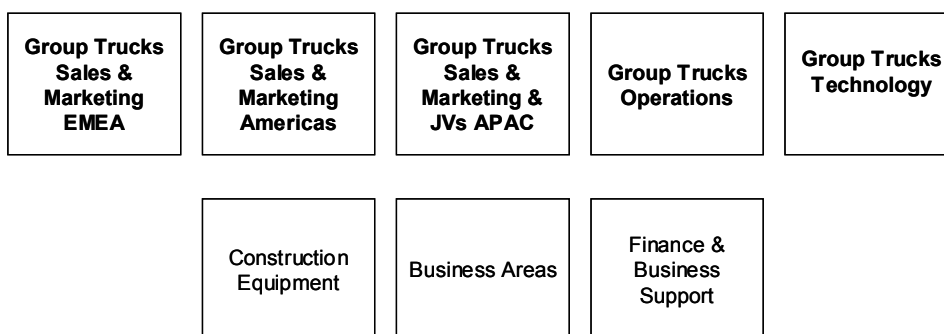 Group Trucks
Sales &
Marketing
EMEA
Group Trucks
Sales &
Marketing
Americas
Group Trucks
Sales &
Marketing &
JVs APAC
Group Trucks
Operations
Group Trucks
Technology
Construction
Equipment
Business Areas
Finance &
Business
Support